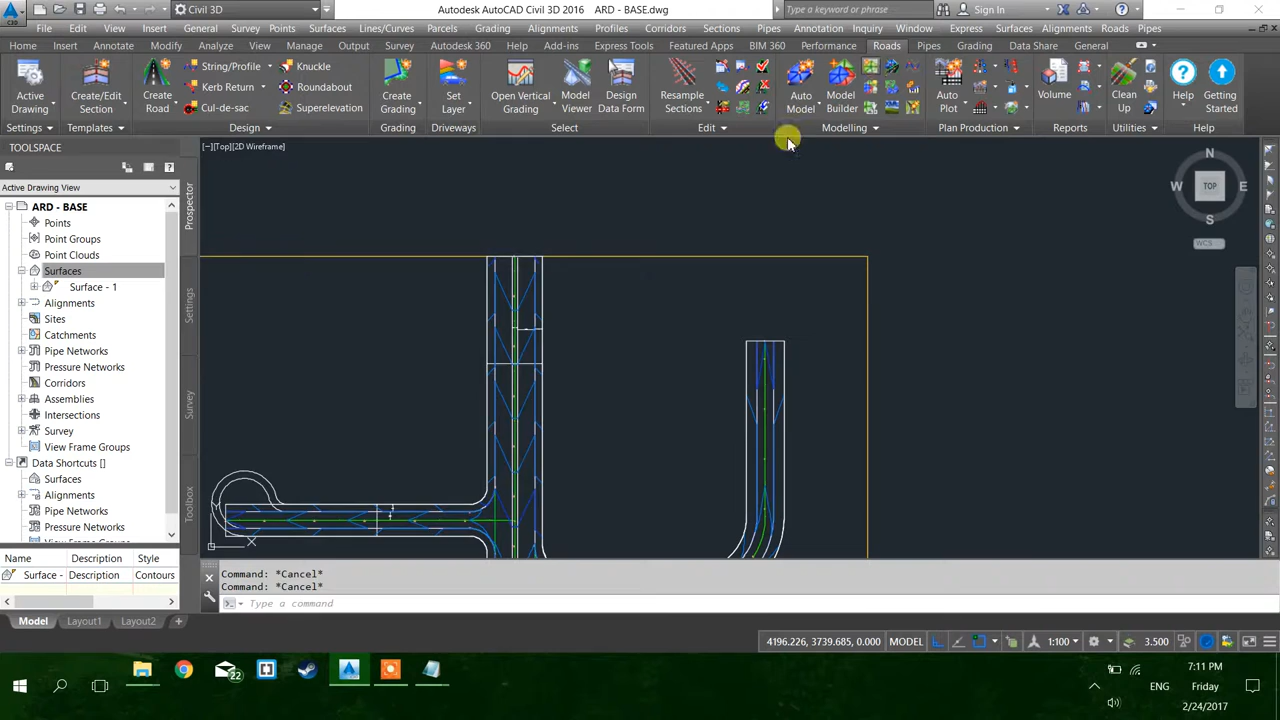 Civil 3D
Autodesk AutoCAD Civil 3D 2016 ARD - BASE.dwg
Type a keyword or phrase
Sign In
File Edit View General Insert Survey Points Surfaces Lines/Curves Parcels Grading Alignments Profiles Corridors Sections Pipes Annotation Inquiry Window Express Surfaces Alignments Roads Pipes
Home Insert Annotate Modify Analyze View Manage Output Survey Autodesk 360 Help Add-ins Express Tools Featured Apps BIM 360 Performance Roads Pipes Grading Data Share General
Active Drawing
Create/Edit Section
Create Road
String/Profile
Kerb Return
Cul-de-sac
Knuckle
Roundabout
Superelevation
Create Grading
Set Layer
Open Vertical Grading
Model Viewer
Design Data Form
Resample Sections
Auto Model
Model Builder
Auto Plot
Volume
Clean Up
Help
Getting Started
Settings Templates Design Grading Driveways Select Edit Modelling Plan Production Reports Utilities Help
TOOLSPACE
Active Drawing View
ARD - BASE
Points
Point Groups
Point Clouds
Surfaces
Surface - 1
Alignments
Sites
Catchments
Pipe Networks
Pressure Networks
Corridors
Assemblies
Intersections
Survey
View Frame Groups
Data Shortcuts []
Surfaces
Alignments
Pipe Networks
Pressure Networks
Name Description Style
Surface - Description Contours
Prospector
Settings
Survey
Toolbox
[−][Top][2D Wireframe]
N
W TOP E
S
WCS
X
Command: *Cancel*
Command: *Cancel*
Type a command
Model Layout1 Layout2 +
4196.226, 3739.685, 0.000 MODEL 1:100 3.500
22
ENG
7:11 PM
Friday
2/24/2017